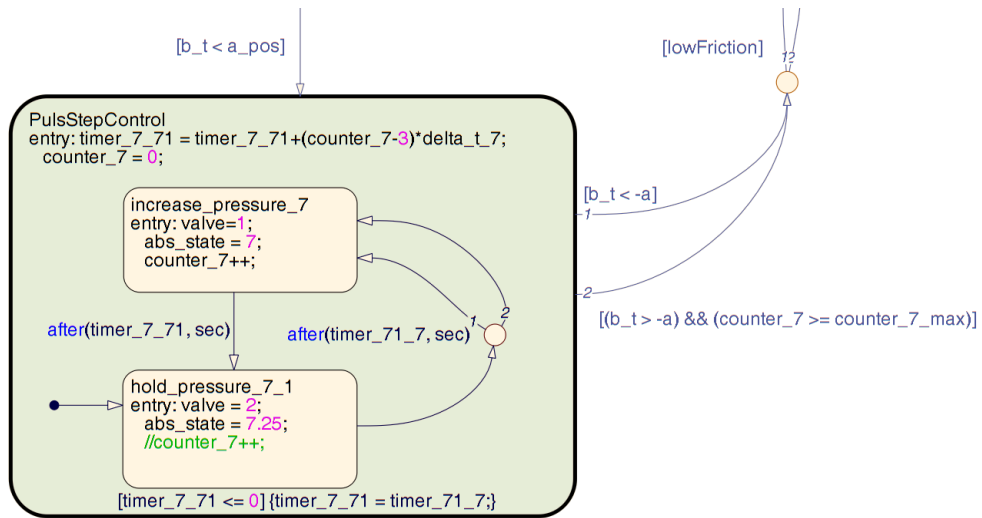 [b_t < a_pos]
[lowFriction]
12
PulsStepControl
entry: timer_7_71 = timer_7_71+(counter_7-3)*delta_t_7;
counter_7 = 0;
[b_t < -a]
1
increase_pressure_7
entry: valve=1;
abs_state = 7;
counter_7++;
2
[(b_t > -a) && (counter_7 >= counter_7_max)]
after(timer_7_71, sec)
after(timer_71_7, sec)
1
2
hold_pressure_7_1
entry: valve = 2;
abs_state = 7.25;
//counter_7++;
[timer_7_71 <= 0] {timer_7_71 = timer_71_7;}